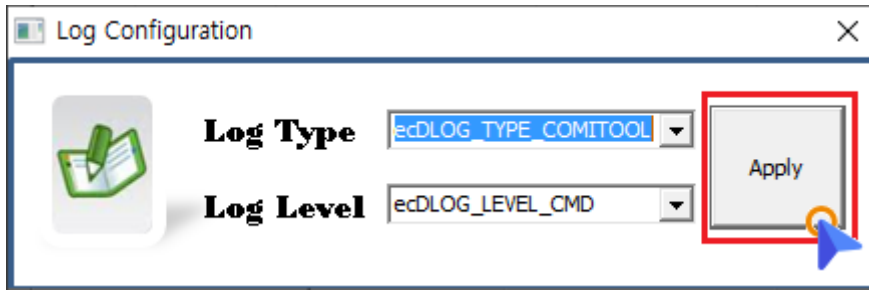 Log Configuration
Log Type
ecDLOG_TYPE_COMITOOL
Apply
Log Level
ecDLOG_LEVEL_CMD